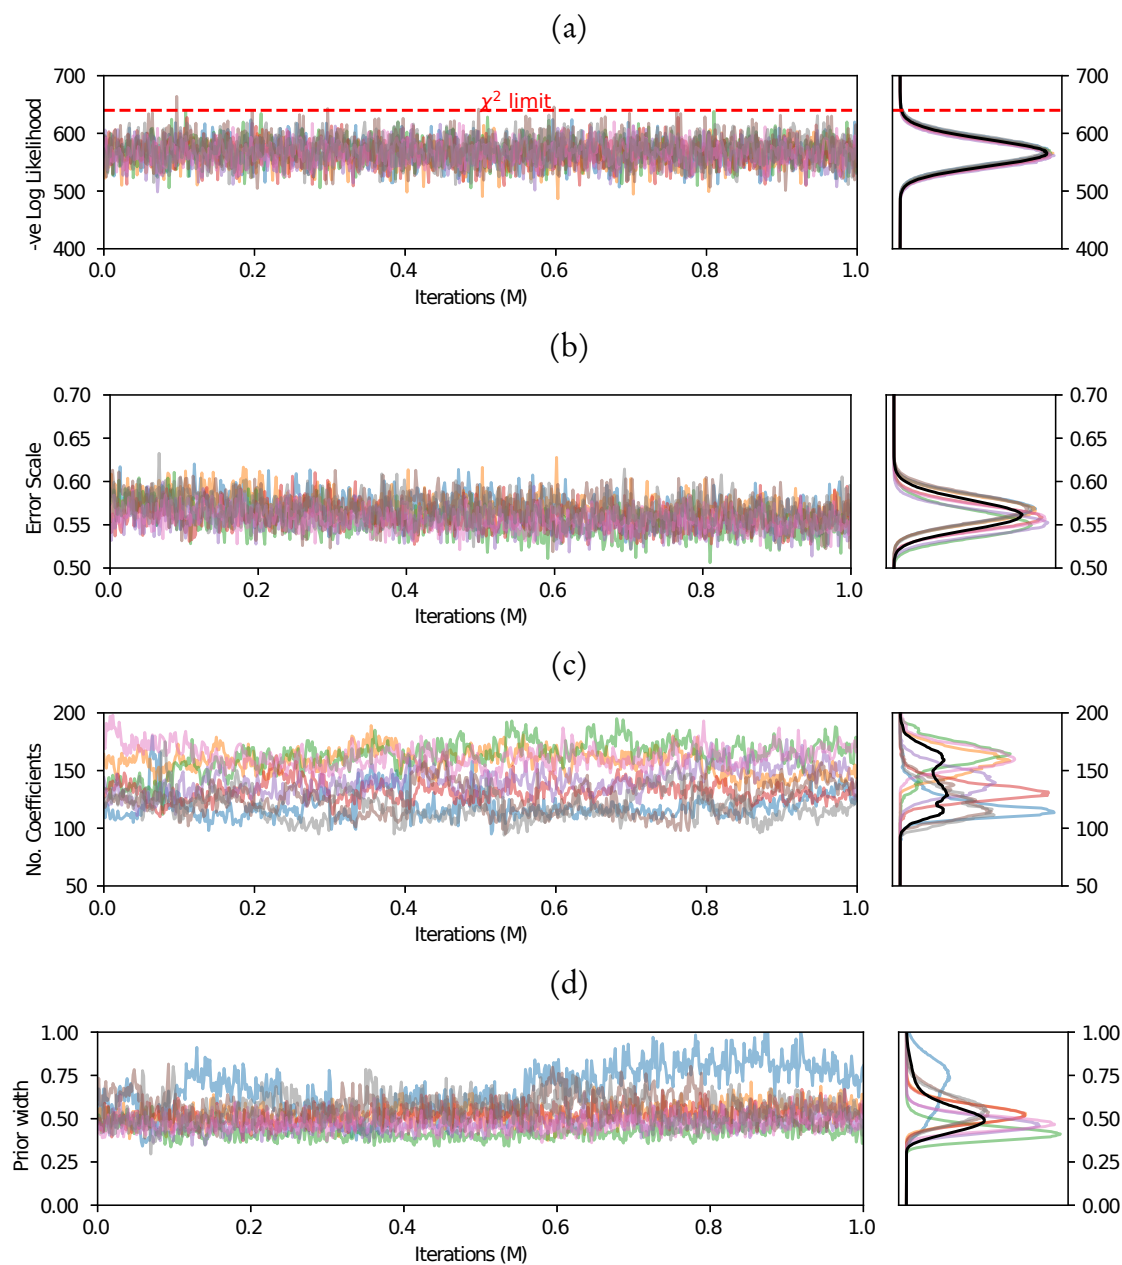 (a)
700
600
500
400
-ve Log Likelihood
χ² limit
0.0 0.2 0.4 0.6 0.8 1.0
Iterations (M)
700
600
500
400
(b)
0.70
0.65
0.60
0.55
0.50
Error Scale
0.0 0.2 0.4 0.6 0.8 1.0
Iterations (M)
0.70
0.65
0.60
0.55
0.50
(c)
200
150
100
50
No. Coefficients
0.0 0.2 0.4 0.6 0.8 1.0
Iterations (M)
200
150
100
50
(d)
1.00
0.75
0.50
0.25
0.00
Prior width
0.0 0.2 0.4 0.6 0.8 1.0
Iterations (M)
1.00
0.75
0.50
0.25
0.00